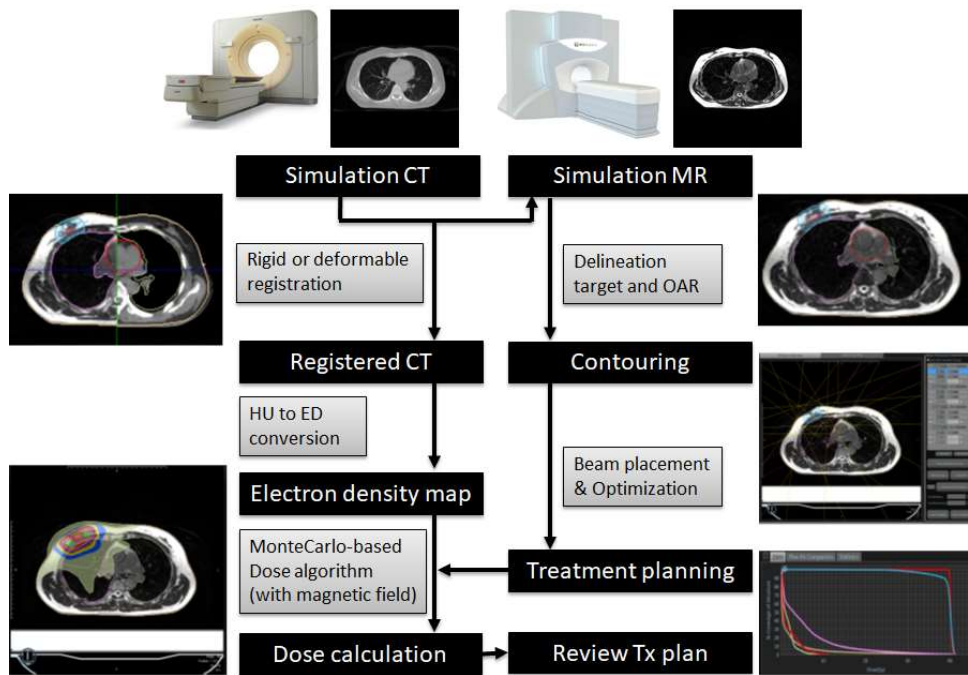 Simulation CT
Simulation MR
Rigid or deformable
registration
Delineation
target and OAR
Registered CT
Contouring
HU to ED
conversion
Beam placement
& Optimization
Electron density map
MonteCarlo-based
Dose algorithm
(with magnetic field)
Treatment planning
Dose calculation
Review Tx plan